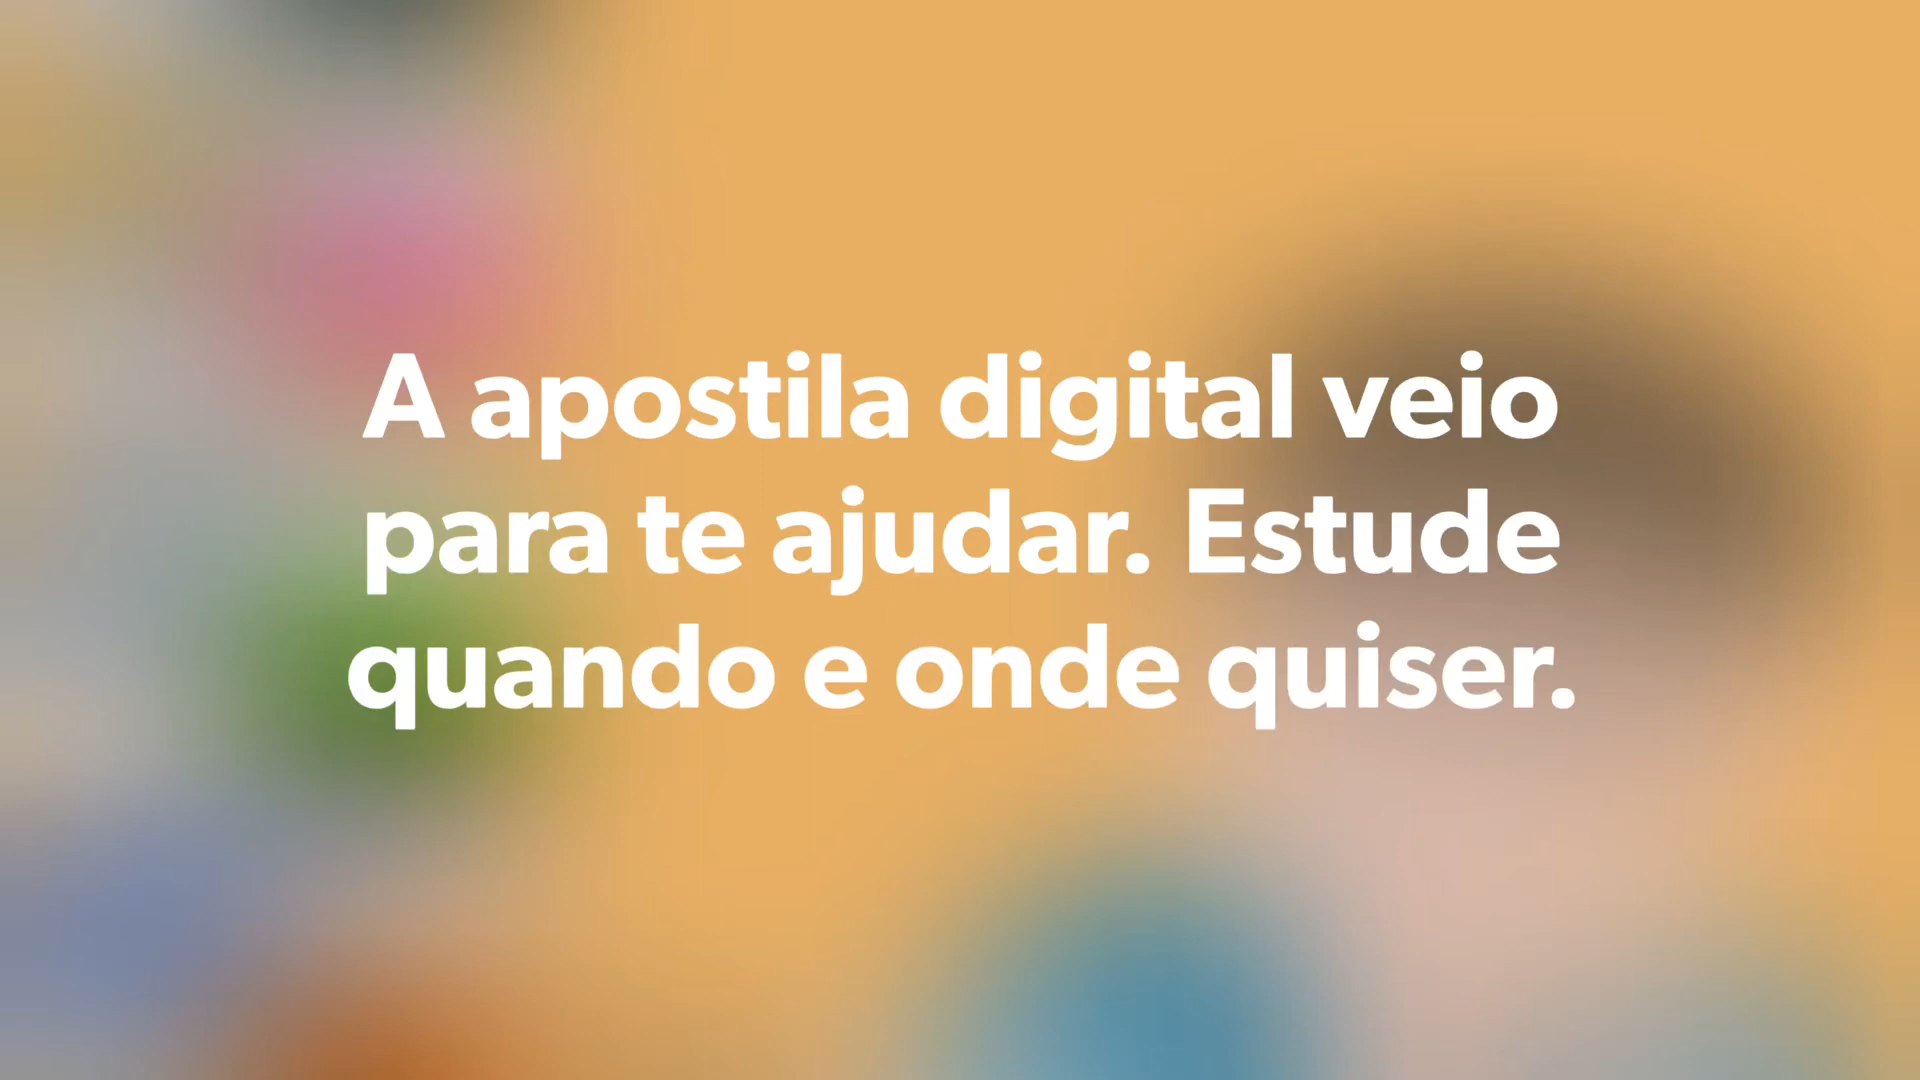 A apostila digital veio
para te ajudar. Estude
quando e onde quiser.